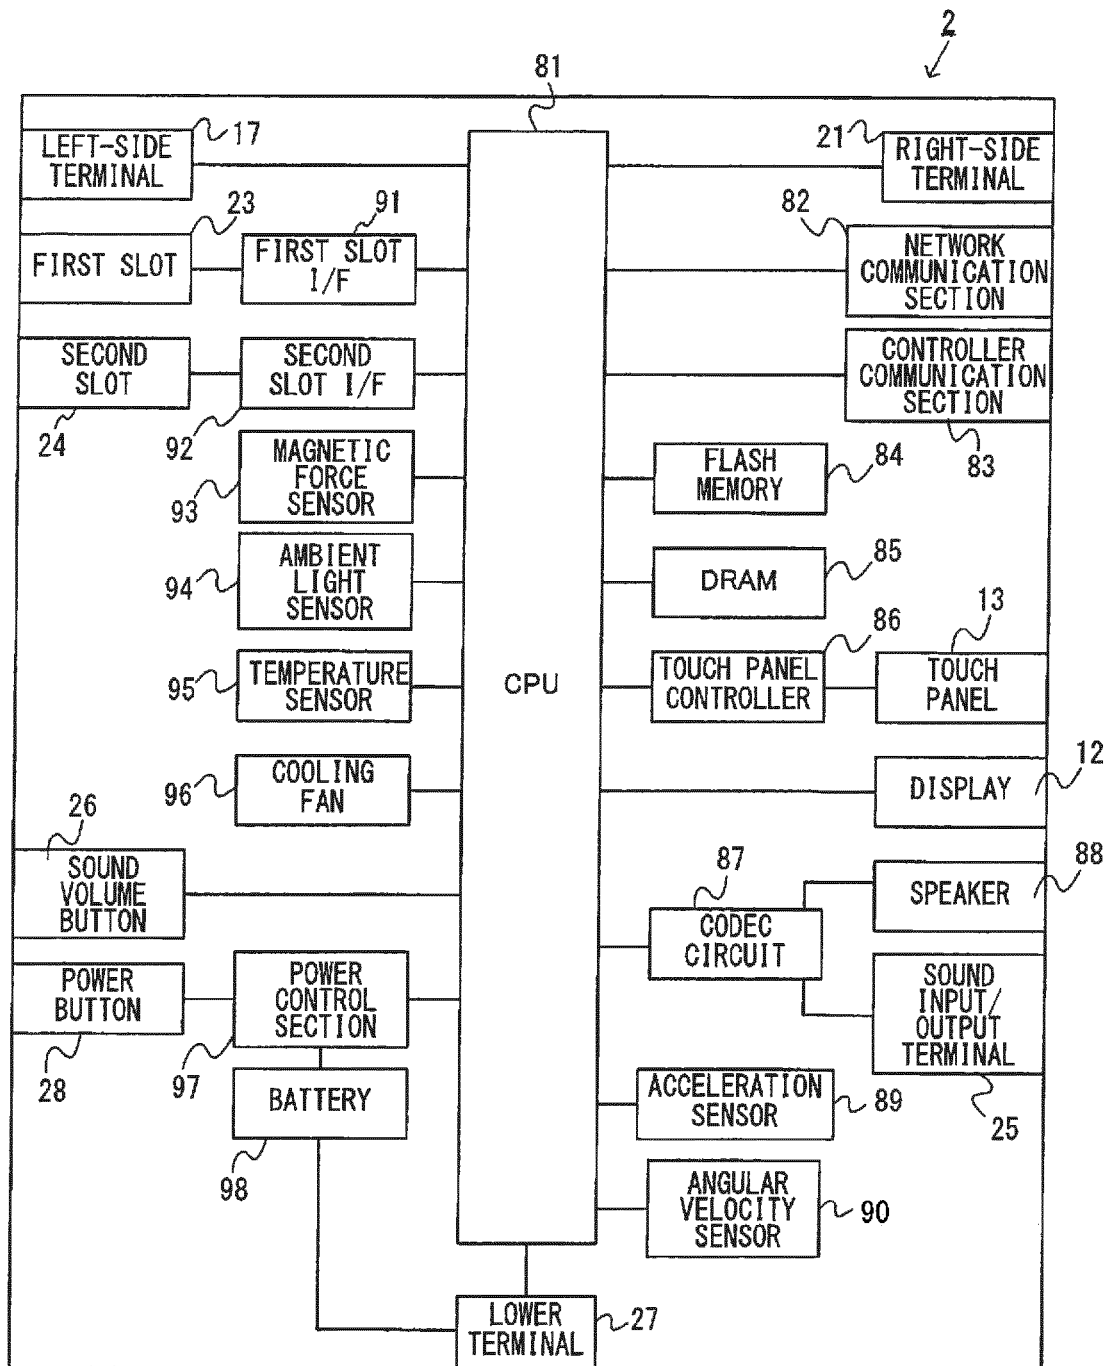 2
81
17
LEFT-SIDE
TERMINAL
21
RIGHT-SIDE
TERMINAL
23
FIRST SLOT
91
FIRST SLOT
I/F
82
NETWORK
COMMUNICATION
SECTION
SECOND
SLOT
24
SECOND
SLOT I/F
92
CONTROLLER
COMMUNICATION
SECTION
83
MAGNETIC
FORCE
SENSOR
93
FLASH
MEMORY
84
AMBIENT
LIGHT
SENSOR
94
DRAM
85
TEMPERATURE
SENSOR
95
CPU
86
TOUCH PANEL
CONTROLLER
13
TOUCH
PANEL
COOLING
FAN
96
DISPLAY
12
26
SOUND
VOLUME
BUTTON
87
CODEC
CIRCUIT
SPEAKER
88
POWER
BUTTON
28
POWER
CONTROL
SECTION
97
SOUND
INPUT/
OUTPUT
TERMINAL
25
BATTERY
98
ACCELERATION
SENSOR
89
ANGULAR
VELOCITY
SENSOR
90
LOWER
TERMINAL
27